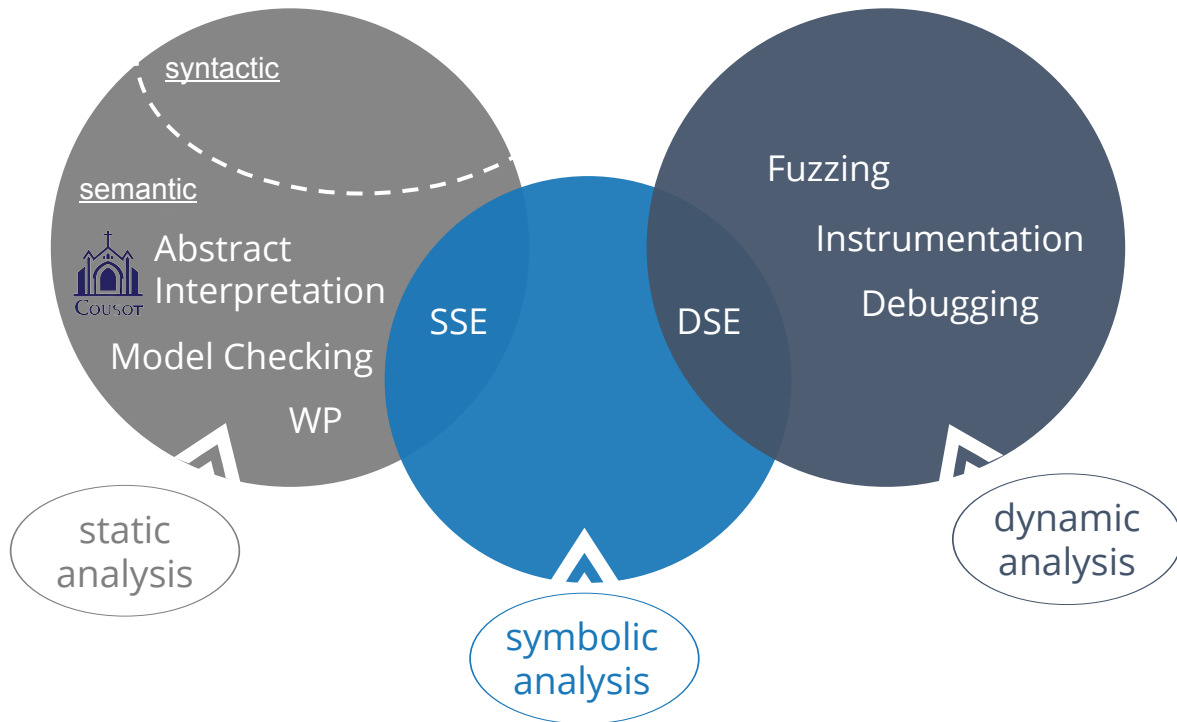 syntactic
semantic
Abstract
Interpretation
COUSOT
Model Checking
WP
SSE
DSE
Fuzzing
Instrumentation
Debugging
static
analysis
symbolic
analysis
dynamic
analysis